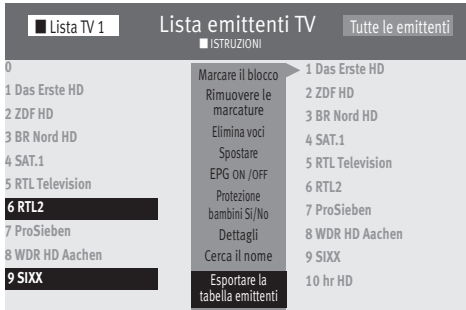 Lista TV 1
Lista emittenti TV
Tutte le emittenti
ISTRUZIONI
0
1 Das Erste HD
2 ZDF HD
3 BR Nord HD
4 SAT.1
5 RTL Television
6 RTL2
7 ProSieben
8 WDR HD Aachen
9 SIXX
Marcare il blocco
Rimuovere le
marcature
Elimina voci
Spostare
EPG ON /OFF
Protezione
bambini Sì/No
Dettagli
Cerca il nome
Esportare la
tabella emittenti
1 Das Erste HD
2 ZDF HD
3 BR Nord HD
4 SAT.1
5 RTL Television
6 RTL2
7 ProSieben
8 WDR HD Aachen
9 SIXX
10 hr HD